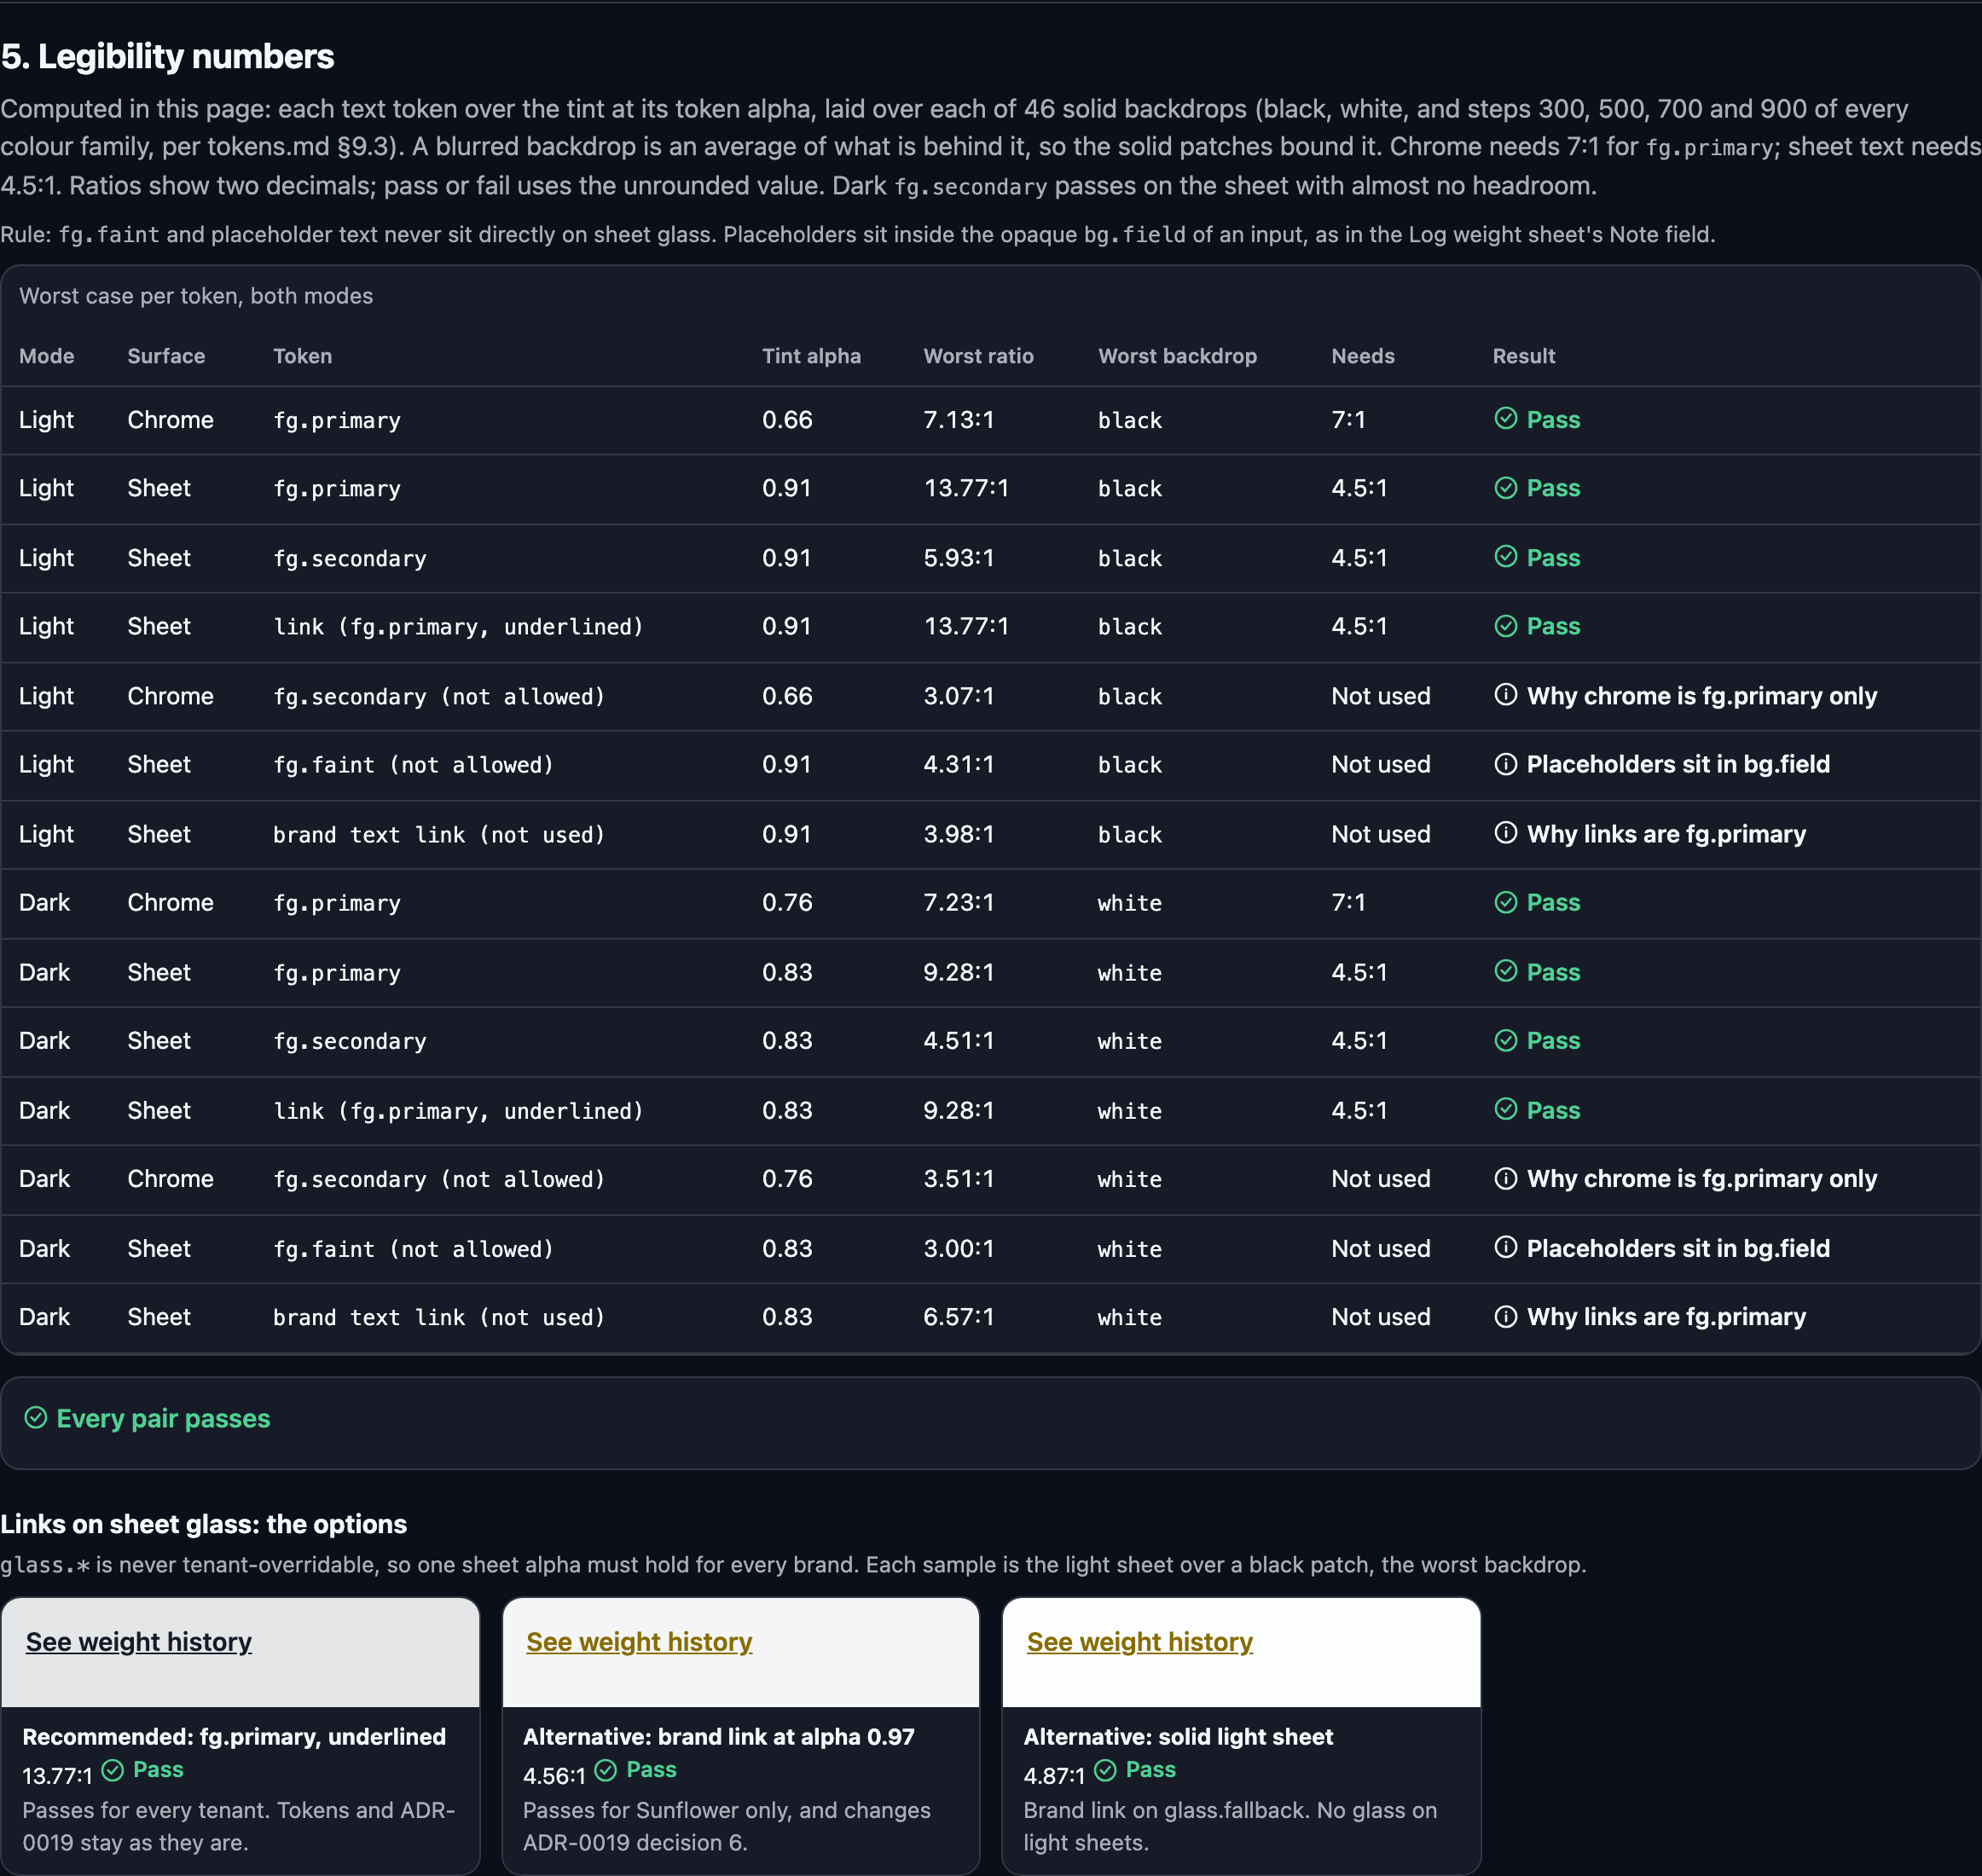 5. Legibility numbers
Computed in this page: each text token over the tint at its token alpha, laid over each of 46 solid backdrops (black, white, and steps 300, 500, 700 and 900 of every
colour family, per tokens.md §9.3). A blurred backdrop is an average of what is behind it, so the solid patches bound it. Chrome needs 7:1 for fg.primary; sheet text needs
4.5:1. Ratios show two decimals; pass or fail uses the unrounded value. Dark fg.secondary passes on the sheet with almost no headroom.
Rule: fg.faint and placeholder text never sit directly on sheet glass. Placeholders sit inside the opaque bg.field of an input, as in the Log weight sheet's Note field.
Worst case per token, both modes
Mode Surface Token Tint alpha Worst ratio Worst backdrop Needs Result
Light Chrome fg.primary 0.66 7.13:1 black 7:1 Pass
Light Sheet fg.primary 0.91 13.77:1 black 4.5:1 Pass
Light Sheet fg.secondary 0.91 5.93:1 black 4.5:1 Pass
Light Sheet link (fg.primary, underlined) 0.91 13.77:1 black 4.5:1 Pass
Light Chrome fg.secondary (not allowed) 0.66 3.07:1 black Not used Why chrome is fg.primary only
Light Sheet fg.faint (not allowed) 0.91 4.31:1 black Not used Placeholders sit in bg.field
Light Sheet brand text link (not used) 0.91 3.98:1 black Not used Why links are fg.primary
Dark Chrome fg.primary 0.76 7.23:1 white 7:1 Pass
Dark Sheet fg.primary 0.83 9.28:1 white 4.5:1 Pass
Dark Sheet fg.secondary 0.83 4.51:1 white 4.5:1 Pass
Dark Sheet link (fg.primary, underlined) 0.83 9.28:1 white 4.5:1 Pass
Dark Chrome fg.secondary (not allowed) 0.76 3.51:1 white Not used Why chrome is fg.primary only
Dark Sheet fg.faint (not allowed) 0.83 3.00:1 white Not used Placeholders sit in bg.field
Dark Sheet brand text link (not used) 0.83 6.57:1 white Not used Why links are fg.primary
Every pair passes
Links on sheet glass: the options
glass.* is never tenant-overridable, so one sheet alpha must hold for every brand. Each sample is the light sheet over a black patch, the worst backdrop.
See weight history
Recommended: fg.primary, underlined
13.77:1 Pass
Passes for every tenant. Tokens and ADR-
0019 stay as they are.
See weight history
Alternative: brand link at alpha 0.97
4.56:1 Pass
Passes for Sunflower only, and changes
ADR-0019 decision 6.
See weight history
Alternative: solid light sheet
4.87:1 Pass
Brand link on glass.fallback. No glass on
light sheets.